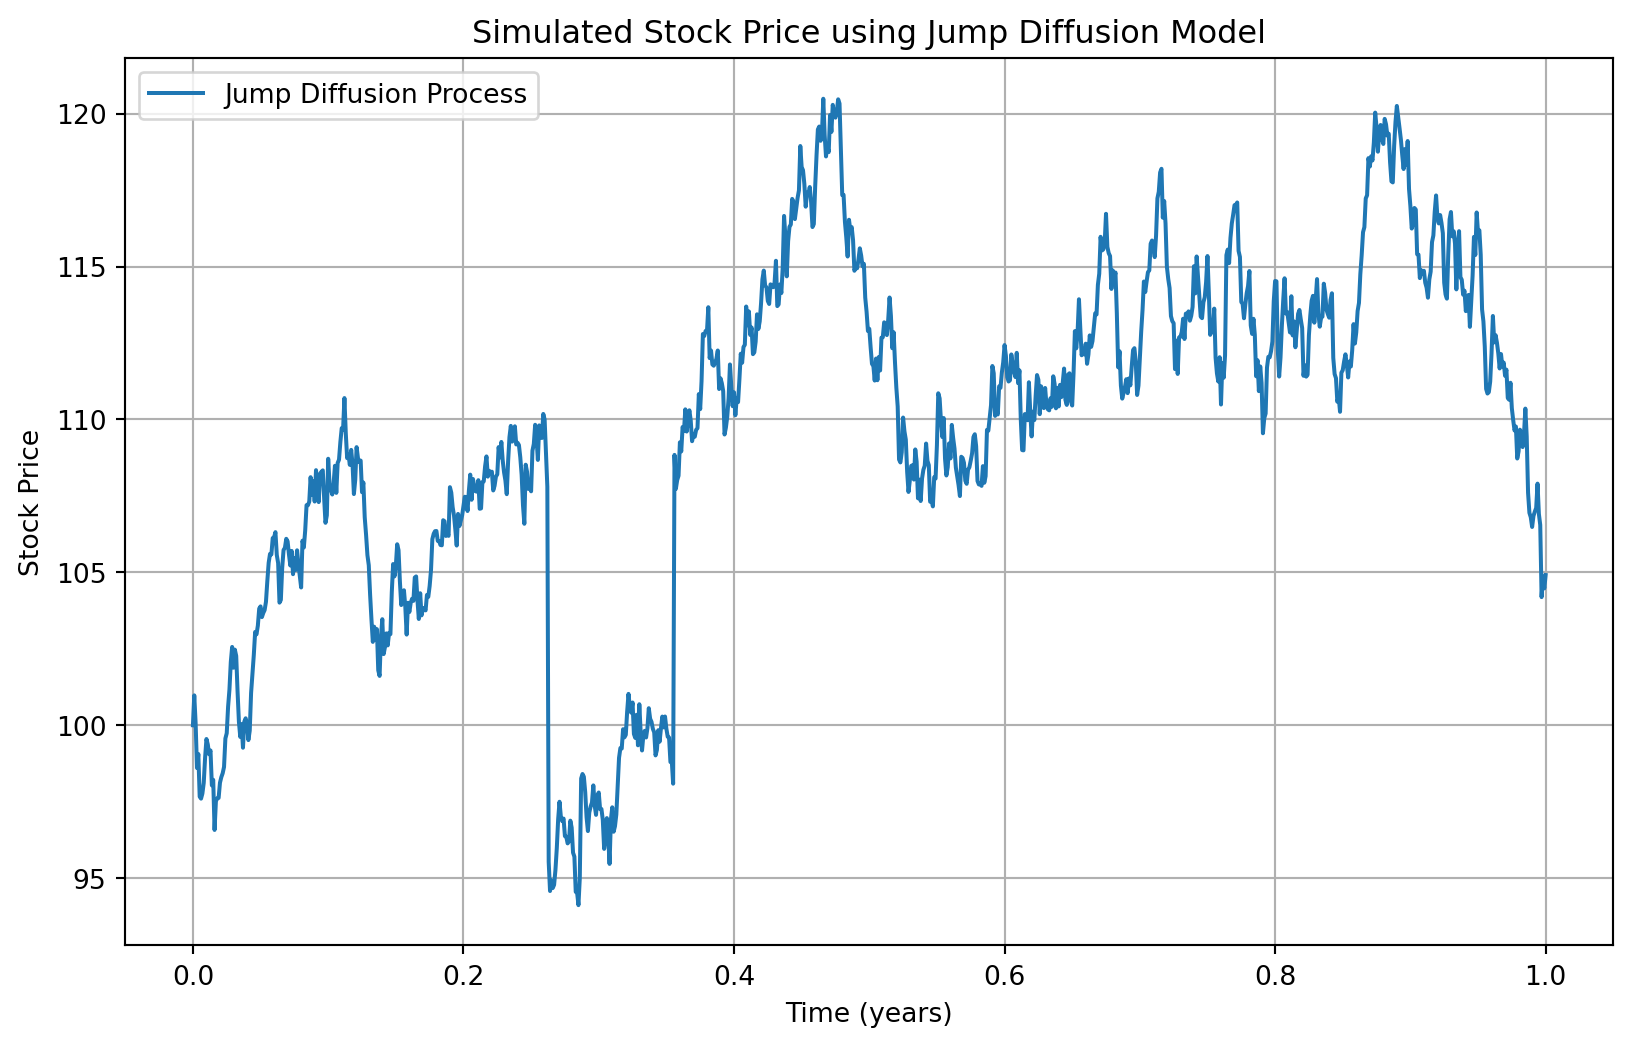 Simulated Stock Price using Jump Diffusion Model
Jump Diffusion Process
Stock Price
120
115
110
105
100
95
0.0 0.2 0.4 0.6 0.8 1.0
Time (years)